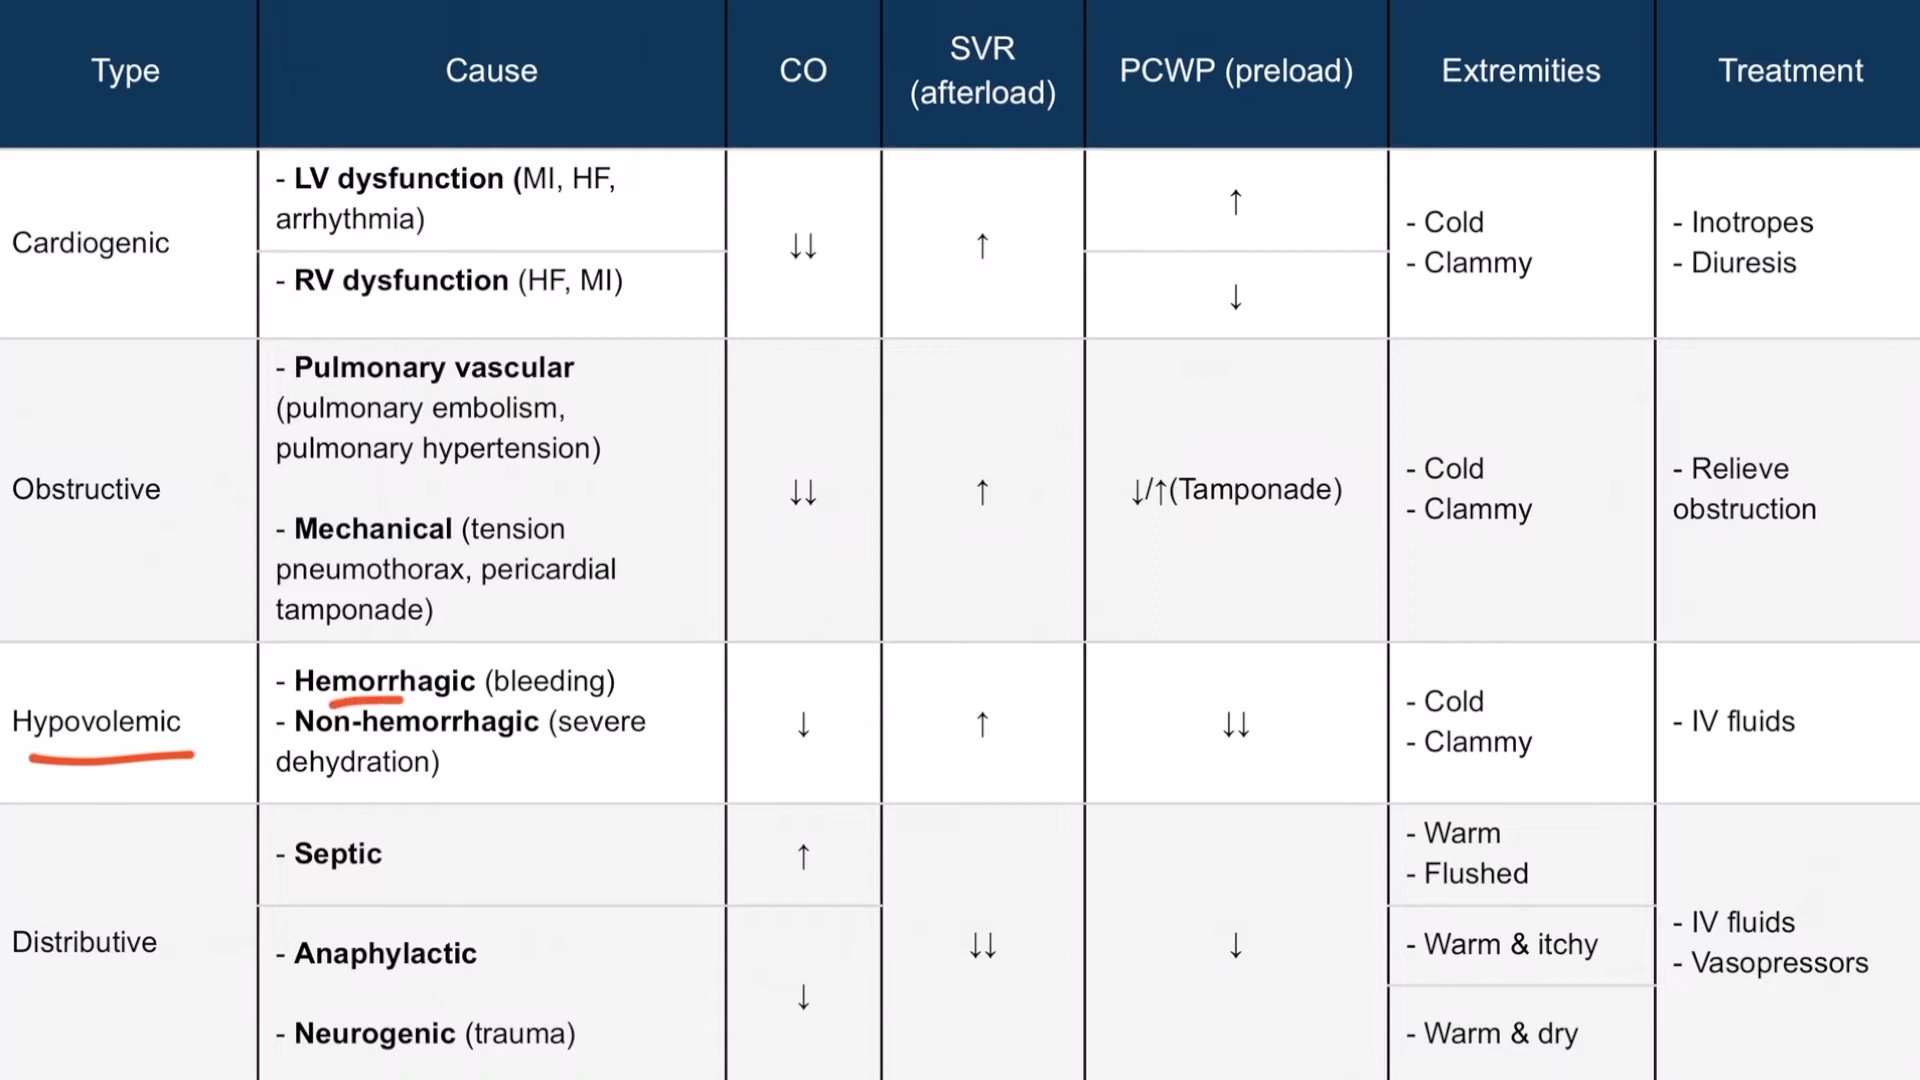 Type
Cause
CO
SVR
(afterload)
PCWP (preload)
Extremities
Treatment
Cardiogenic
- LV dysfunction (MI, HF,
arrhythmia)
- RV dysfunction (HF, MI)
↓↓
↑
↑
↓
- Cold
- Clammy
- Inotropes
- Diuresis
Obstructive
- Pulmonary vascular
(pulmonary embolism,
pulmonary hypertension)
- Mechanical (tension
pneumothorax, pericardial
tamponade)
↓↓
↑
↓/↑(Tamponade)
- Cold
- Clammy
- Relieve
obstruction
Hypovolemic
- Hemorrhagic (bleeding)
- Non-hemorrhagic (severe
dehydration)
↓
↑
↓↓
- Cold
- Clammy
- IV fluids
Distributive
- Septic
↑
- Anaphylactic
- Neurogenic (trauma)
↓
↓↓
↓
- Warm
- Flushed
- Warm & itchy
- Warm & dry
- IV fluids
- Vasopressors